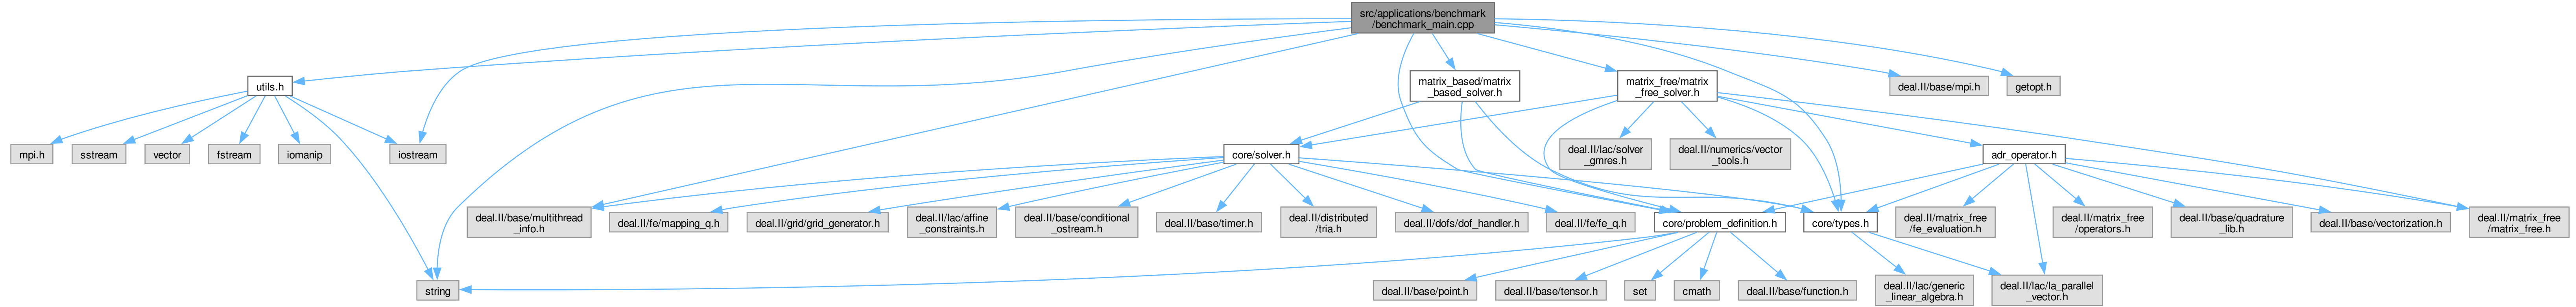 src/applications/benchmark
/benchmark_main.cpp
utils.h
matrix_based/matrix
_based_solver.h
matrix_free/matrix
_free_solver.h
deal.II/base/mpi.h
getopt.h
mpi.h
sstream
vector
fstream
iomanip
iostream
core/solver.h
deal.II/lac/solver
_gmres.h
deal.II/numerics/vector
_tools.h
adr_operator.h
deal.II/base/multithread
_info.h
deal.II/fe/mapping_q.h
deal.II/grid/grid_generator.h
deal.II/lac/affine
_constraints.h
deal.II/base/conditional
_ostream.h
deal.II/base/timer.h
deal.II/distributed
/tria.h
deal.II/dofs/dof_handler.h
deal.II/fe/fe_q.h
core/problem_definition.h
core/types.h
deal.II/matrix_free
/fe_evaluation.h
deal.II/matrix_free
/operators.h
deal.II/base/quadrature
_lib.h
deal.II/base/vectorization.h
deal.II/matrix_free
/matrix_free.h
string
deal.II/base/point.h
deal.II/base/tensor.h
set
cmath
deal.II/base/function.h
deal.II/lac/generic
_linear_algebra.h
deal.II/lac/la_parallel
_vector.h